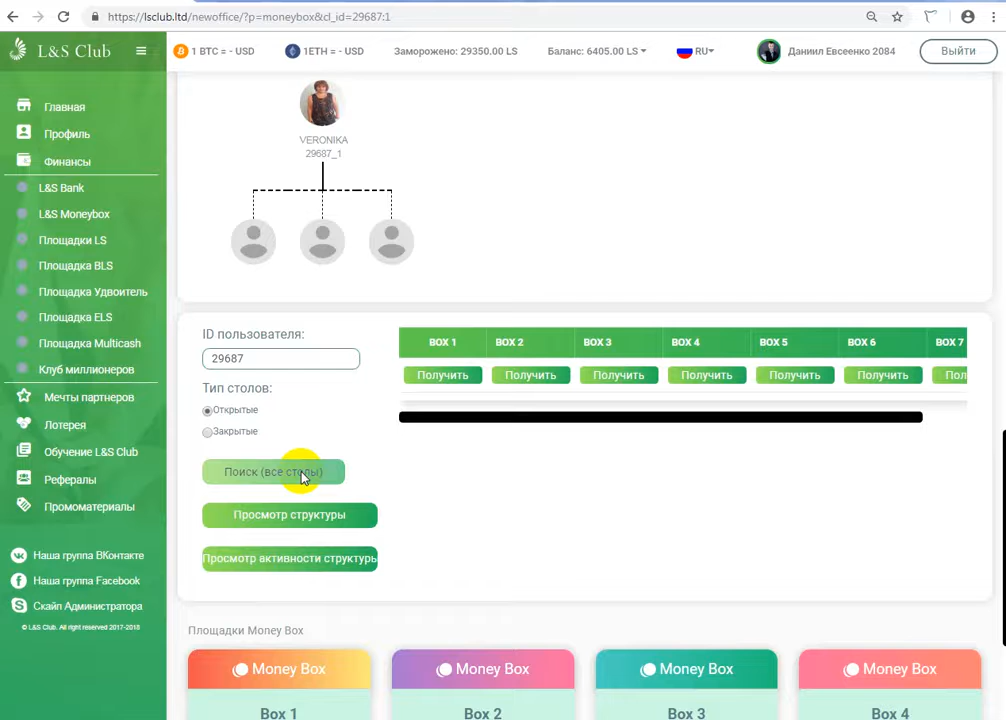 https://lsclub.ltd/newoffice/?p=moneybox&cl_id=29687:1
L&S Club
1 BTC = - USD
1ETH = - USD
Заморожено: 29350.00 LS
Баланс: 6405.00 LS
RU
Даниил Евсеенко 2084
Выйти
Главная
Профиль
Финансы
L&S Bank
L&S Moneybox
Площадки LS
Площадка BLS
Площадка Удвоитель
Площадка ELS
Площадка Multicash
Клуб миллионеров
Мечты партнеров
Лотерея
Обучение L&S Club
Рефералы
Промоматериалы
Наша группа ВКонтакте
Наша группа Facebook
Скайп Администратора
© L&S Club. All right reserved 2017-2018
VERONIKA
29687_1
ID пользователя:
29687
Тип столов:
Открытые
Закрытые
Поиск (все столы)
Просмотр структуры
Просмотр активности структуры
BOX 1 BOX 2 BOX 3 BOX 4 BOX 5 BOX 6 BOX 7
Получить Получить Получить Получить Получить Получить Пол
Площадки Money Box
Money Box Money Box Money Box Money Box
Box 1 Box 2 Box 3 Box 4